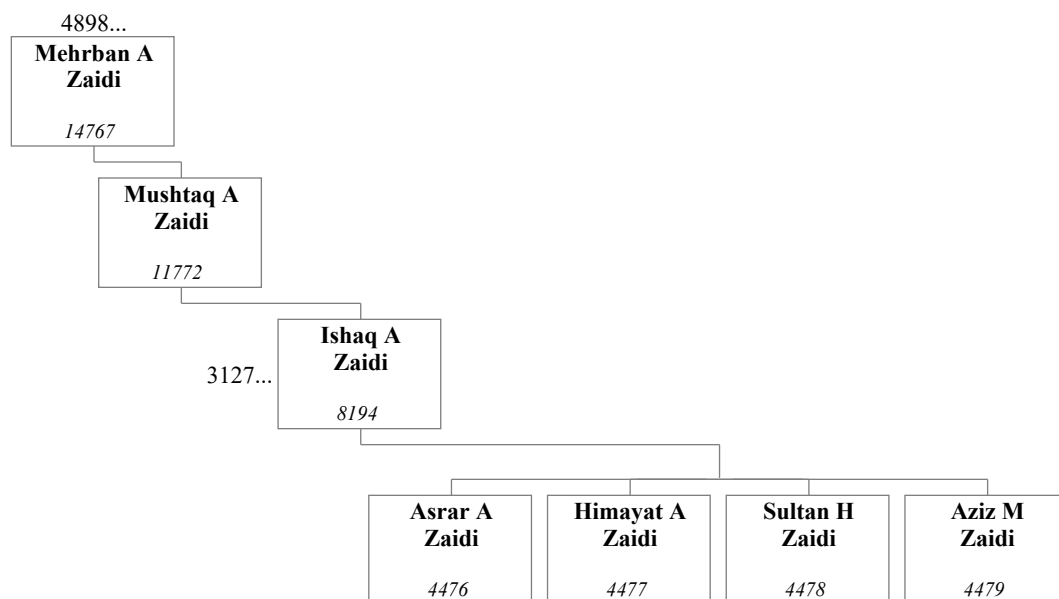 4898...
Mehrban A
Zaidi
14767
Mushtaq A
Zaidi
11772
Ishaq A
Zaidi
3127...
8194
Asrar A
Zaidi
4476
Himayat A
Zaidi
4477
Sultan H
Zaidi
4478
Aziz M
Zaidi
4479